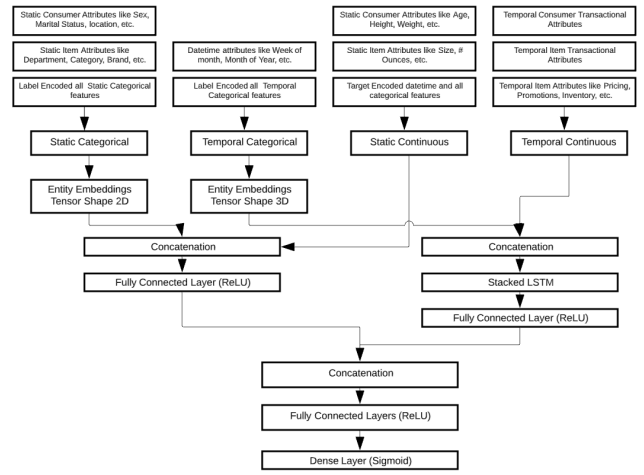 Static Consumer Attributes like Sex,
Marital Status, location, etc.
Static Item Attributes like
Department, Category, Brand, etc.
Label Encoded all Static Categorical
features
Static Categorical
Entity Embeddings
Tensor Shape 2D
Datetime attributes like Week of
month, Month of Year, etc.
Label Encoded all Temporal
Categorical features
Temporal Categorical
Entity Embeddings
Tensor Shape 3D
Static Consumer Attributes like Age,
Height, Weight, etc.
Static Item Attributes like Size, #
Ounces, etc.
Target Encoded datetime and all
categorical features
Static Continuous
Temporal Consumer Transactional
Attributes
Temporal Item Transactional
Attributes
Temporal Item Attributes like Pricing,
Promotions, Inventory, etc.
Temporal Continuous
Concatenation
Fully Connected Layer (ReLU)
Concatenation
Stacked LSTM
Fully Connected Layer (ReLU)
Concatenation
Fully Connected Layers (ReLU)
Dense Layer (Sigmoid)